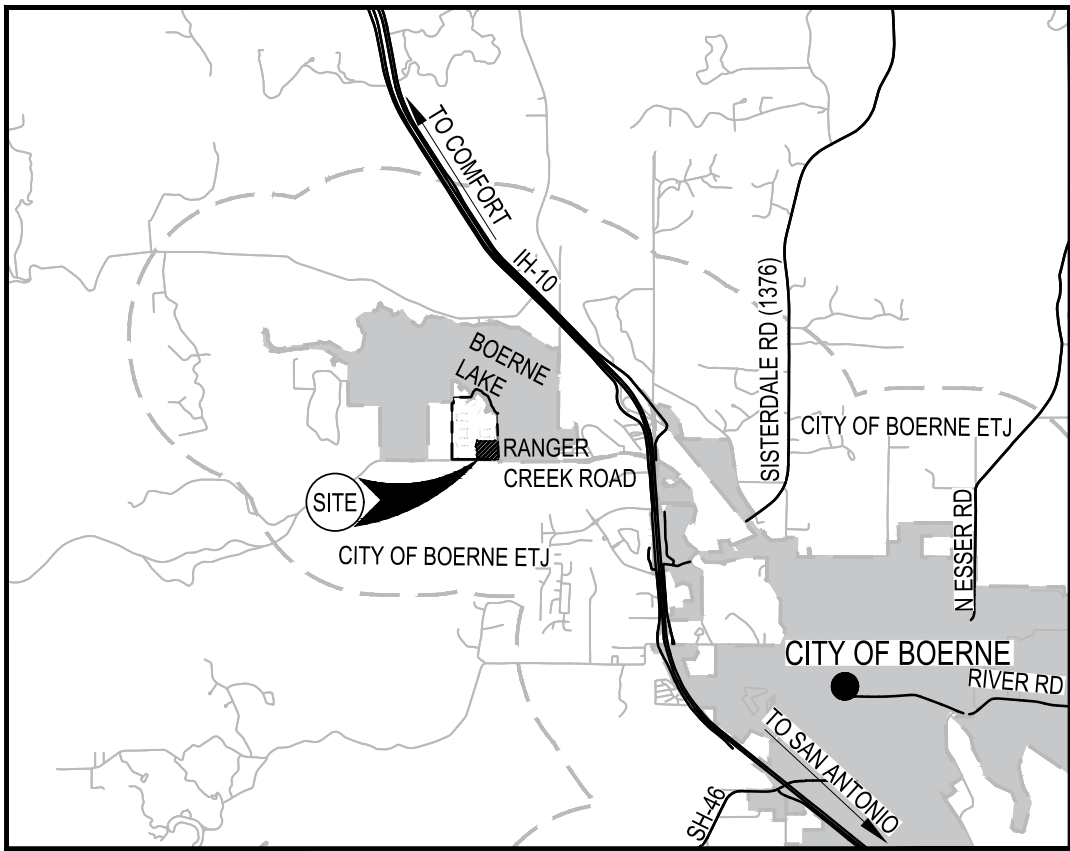 TO COMFORT
IH-10
SISTERDALE RD (1376)
BOERNE
LAKE
CITY OF BOERNE ETJ
RANGER
CREEK ROAD
SITE
N ESSER RD
CITY OF BOERNE ETJ
CITY OF BOERNE
RIVER RD
TO SAN ANTONIO
SH-46